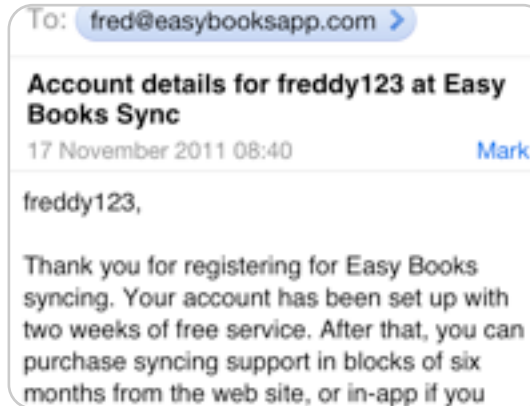 To: fred@easybooksapp.com
Account details for freddy123 at Easy
Books Sync
17 November 2011 08:40
Mark
freddy123,
Thank you for registering for Easy Books
syncing. Your account has been set up with
two weeks of free service. After that, you can
purchase syncing support in blocks of six
months from the web site, or in-app if you